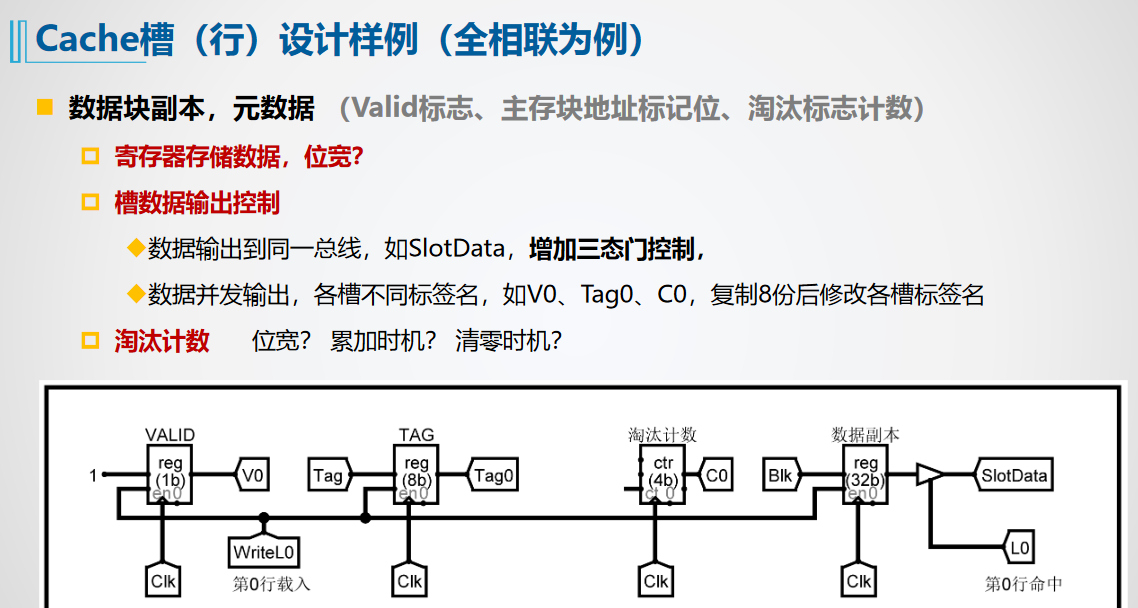 Cache槽（行）设计样例（全相联为例）
数据块副本，元数据 （Valid标志、主存块地址标记位、淘汰标志计数）
寄存器存储数据，位宽？
槽数据输出控制
数据输出到同一总线，如SlotData，增加三态门控制，
数据并发输出，各槽不同标签名，如V0、Tag0、C0，复制8份后修改各槽标签名
淘汰计数 位宽？ 累加时机？ 清零时机？
VALID TAG 淘汰计数 数据副本
1 reg (1b) en0 V0
Tag reg (8b) en0 Tag0
ctr (4b) ct 0 C0
Blk reg (32b) en0 SlotData
WriteL0 L0
Clk 第0行载入 Clk Clk Clk 第0行命中